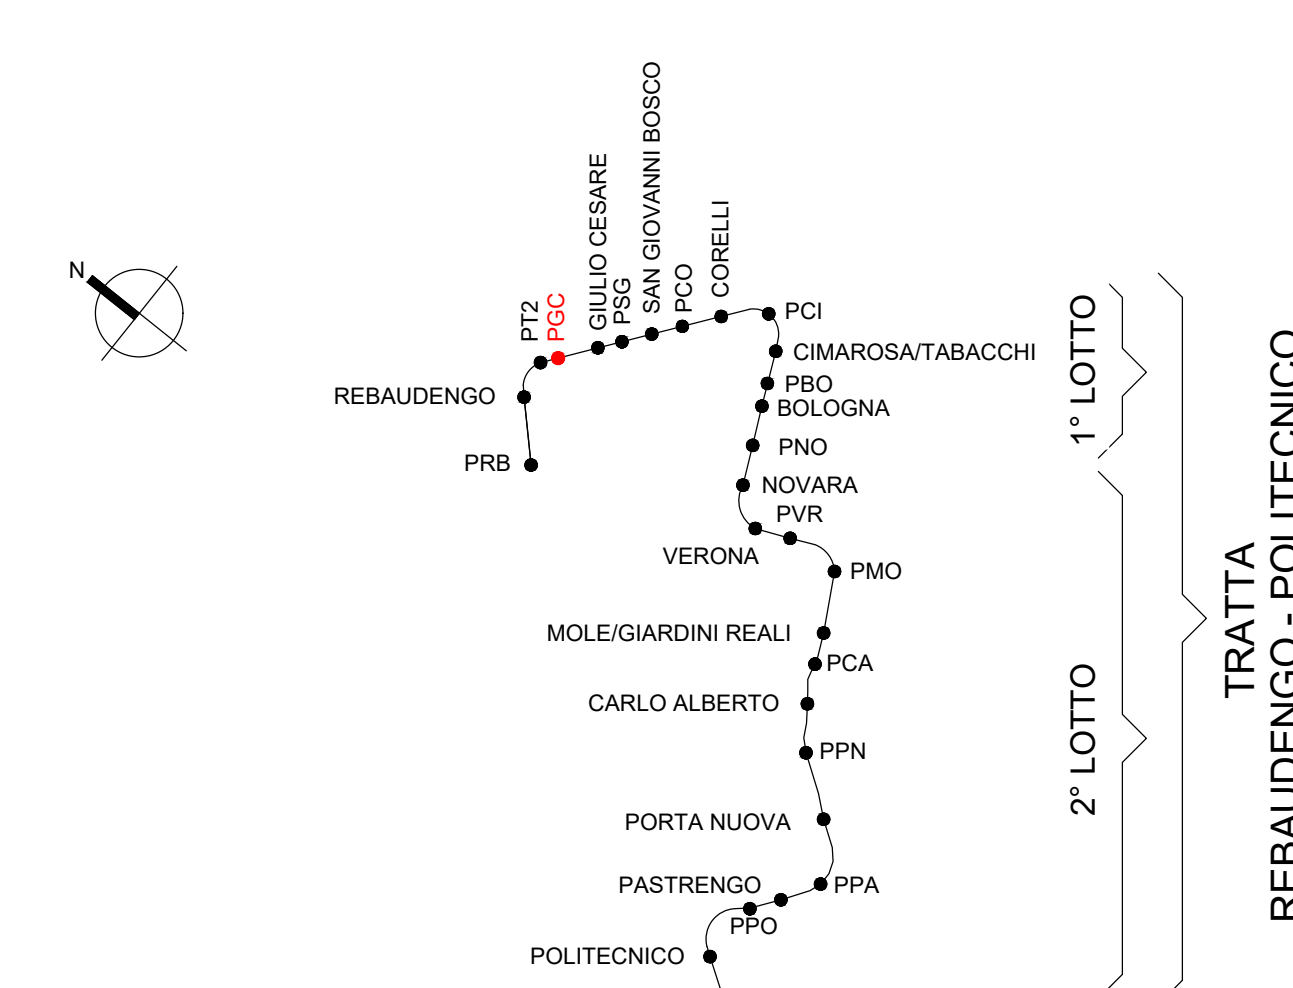 N
SAN GIOVANNI BOSCO
GIULIO CESARE
CORELLI
PCO
PSG
PT2
PGC
PCI
CIMAROSA/TABACCHI
PBO
REBAUDENGO
BOLOGNA
PNO
PRB
NOVARA
PVR
VERONA
PMO
MOLE/GIARDINI REALI
PCA
CARLO ALBERTO
PPN
PORTA NUOVA
PASTRENGO
PPA
PPO
POLITECNICO
1° LOTTO
2° LOTTO
TRATTA
REBAUDENGO - POLITECNICO